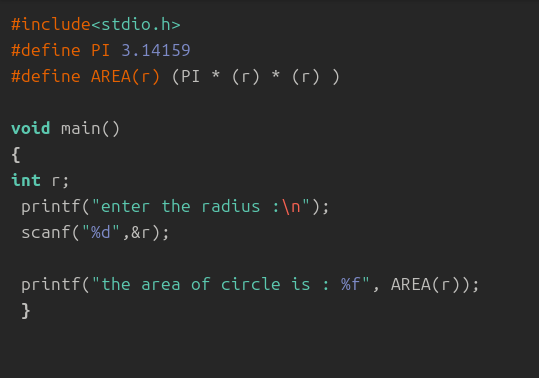 #include<stdio.h>
#define PI 3.14159
#define AREA(r) (PI * (r) * (r) )
void main()
{
int r;
printf("enter the radius :\n");
scanf("%d",&r);
printf("the area of circle is : %f", AREA(r));
}